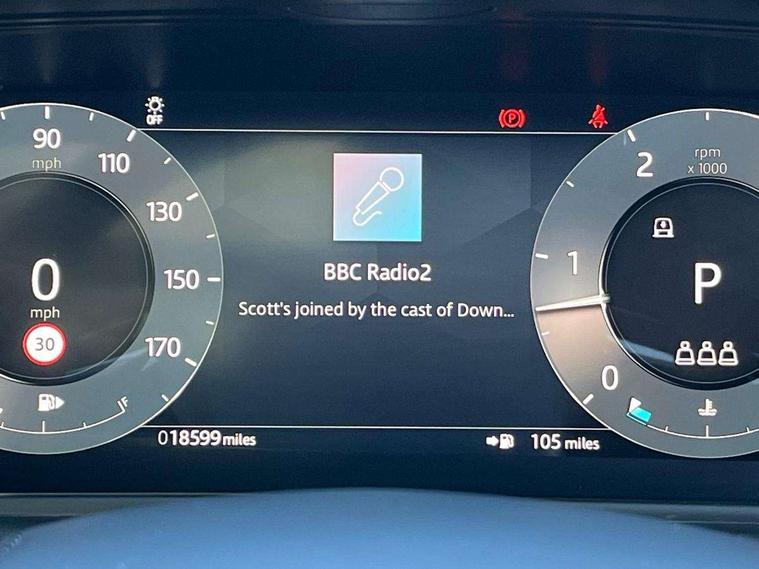 OFF
P
90
mph
110
130
150
170
0
mph
30
F
BBC Radio2
Scott's joined by the cast of Down...
018599 miles
105 miles
2
rpm
x 1000
1
0
P